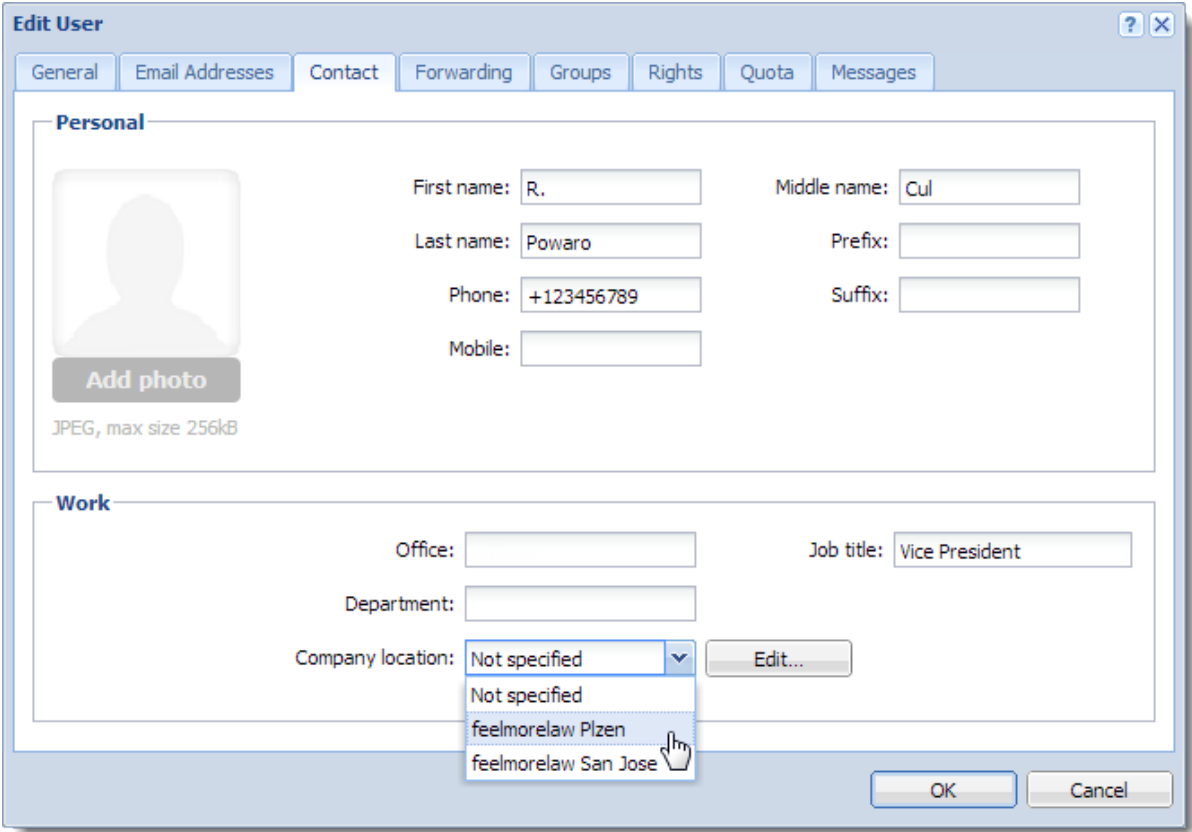 Edit User
?
General Email Addresses Contact Forwarding Groups Rights Quota Messages
Personal
First name: R. Middle name: Cul
Last name: Powaro Prefix:
Phone: +123456789 Suffix:
Mobile:
Add photo
JPEG, max size 256kB
Work
Office: Job title: Vice President
Department:
Company location: Not specified Edit...
Not specified
feelmorelaw Plzen
feelmorelaw San Jose
OK Cancel